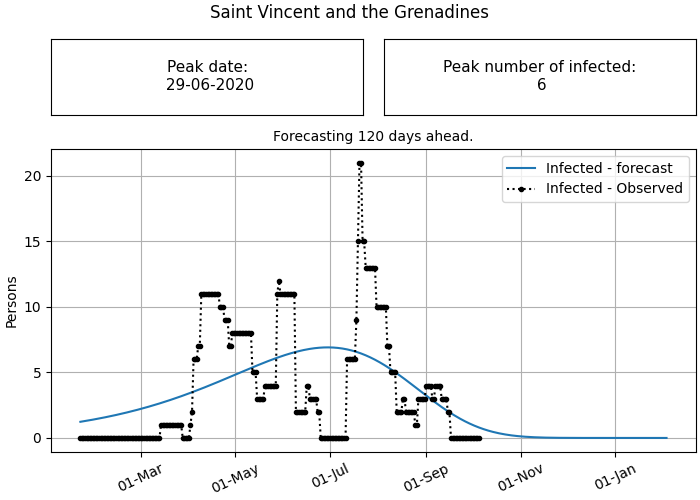 Saint Vincent and the Grenadines
Peak date:
29-06-2020
Peak number of infected:
6
Forecasting 120 days ahead.
Infected - forecast
Infected - Observed
20
15
10
5
0
Persons
01-Mar
01-May
01-Jul
01-Sep
01-Nov
01-Jan